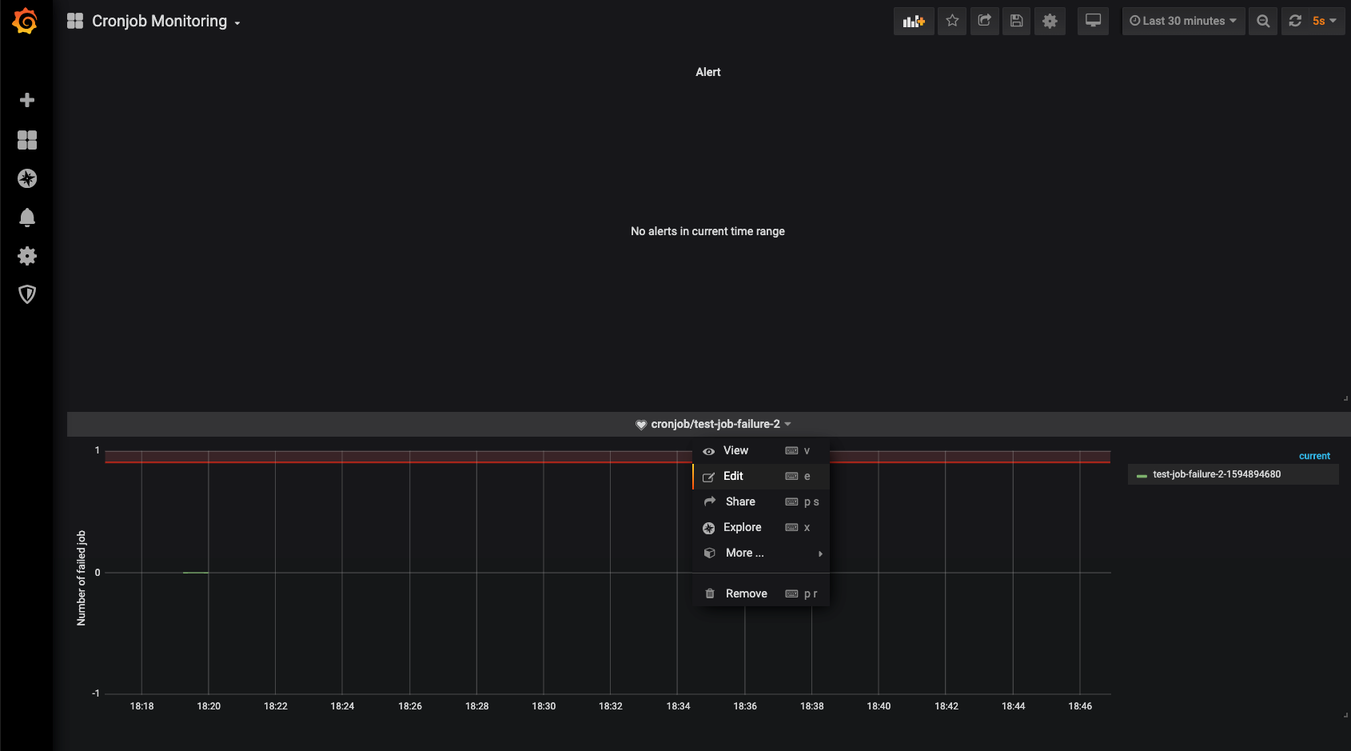 Cronjob Monitoring
Last 30 minutes
5s
Alert
No alerts in current time range
cronjob/test-job-failure-2
View v
Edit e
Share p s
Explore x
More ...
Remove p r
current
test-job-failure-2-1594894680
Number of failed job
1
0
-1
18:18 18:20 18:22 18:24 18:26 18:28 18:30 18:32 18:34 18:36 18:38 18:40 18:42 18:44 18:46